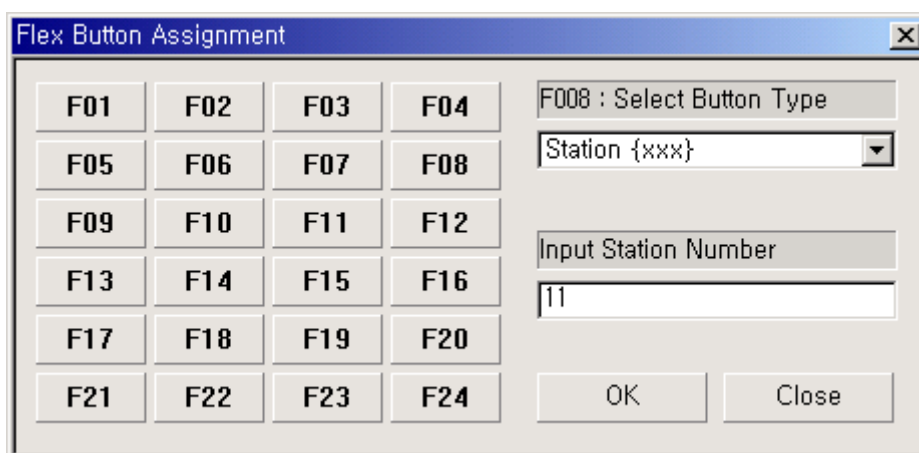 Flex Button Assignment
F01 F02 F03 F04 F008 : Select Button Type
Station {xxx}
F05 F06 F07 F08
F09 F10 F11 F12
Input Station Number
F13 F14 F15 F16
11
F17 F18 F19 F20
F21 F22 F23 F24 OK Close